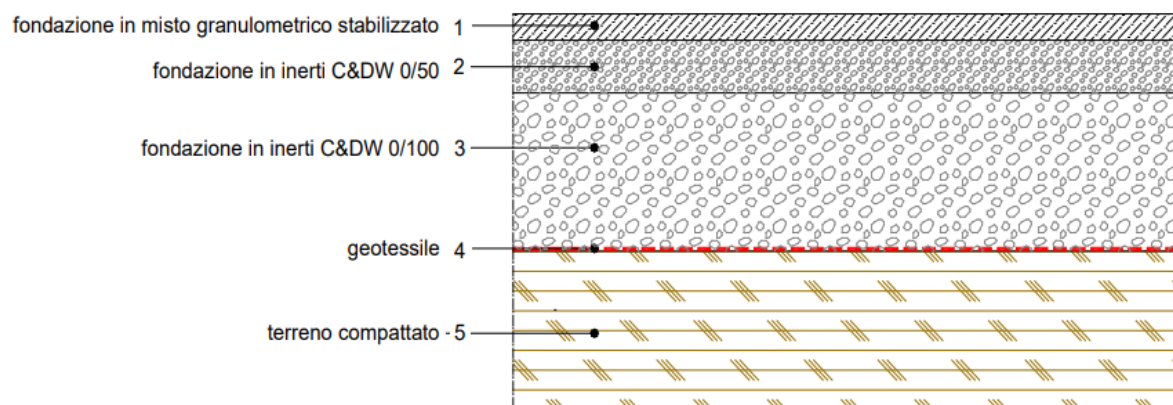 fondazione in misto granulometrico stabilizzato 1
fondazione in inerti C&DW 0/50 2
fondazione in inerti C&DW 0/100 3
geotessile 4
terreno compattato - 5